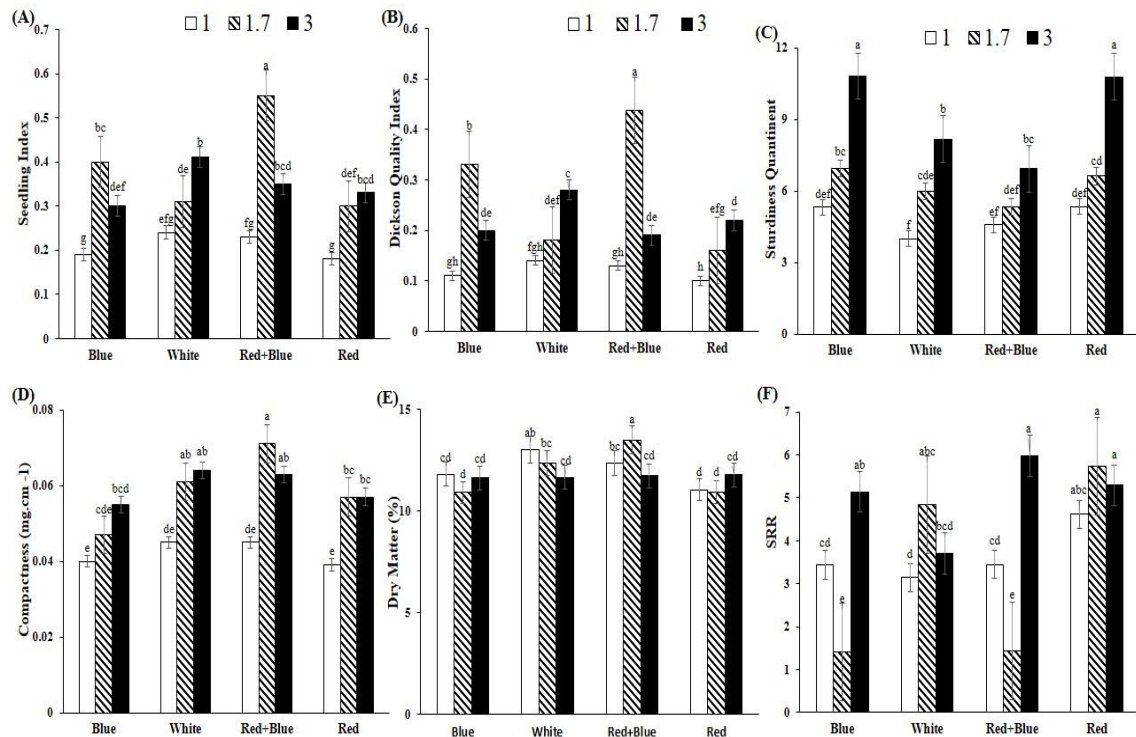 (A)
1 1.7 3
Seedling Index
0.7
0.6
0.5
0.4
0.3
0.2
0.1
0
g bc def
efg de b
fg a bcd
g def bcd
Blue White Red+Blue Red
(B)
1 1.7 3
Dickson Quality Index
0.6
0.5
0.4
0.3
0.2
0.1
0
gh b de
fgh efg c
gh a de
h efg d
Blue White Red+Blue Red
(C)
1 1.7 3
Sturdiness Quantinent
12
9
6
3
0
def bc a
f cde b
ef def bc
def cd a
Blue White Red+Blue Red
(D)
Compactness (mg.cm -1)
0.08
0.06
0.04
0.02
0
e cde bcd
de ab ab
de a ab
e bc bc
Blue White Red+Blue Red
(E)
Dry Matter (%)
15
10
5
0
cd d cd
ab bc cd
bc a cd
d d cd
Blue White Red+Blue Red
(F)
SRR
7
6
5
4
3
2
1
0
cd e ab
d abc bcd
cd e a
abc a a
Blue White Red+Blue Red